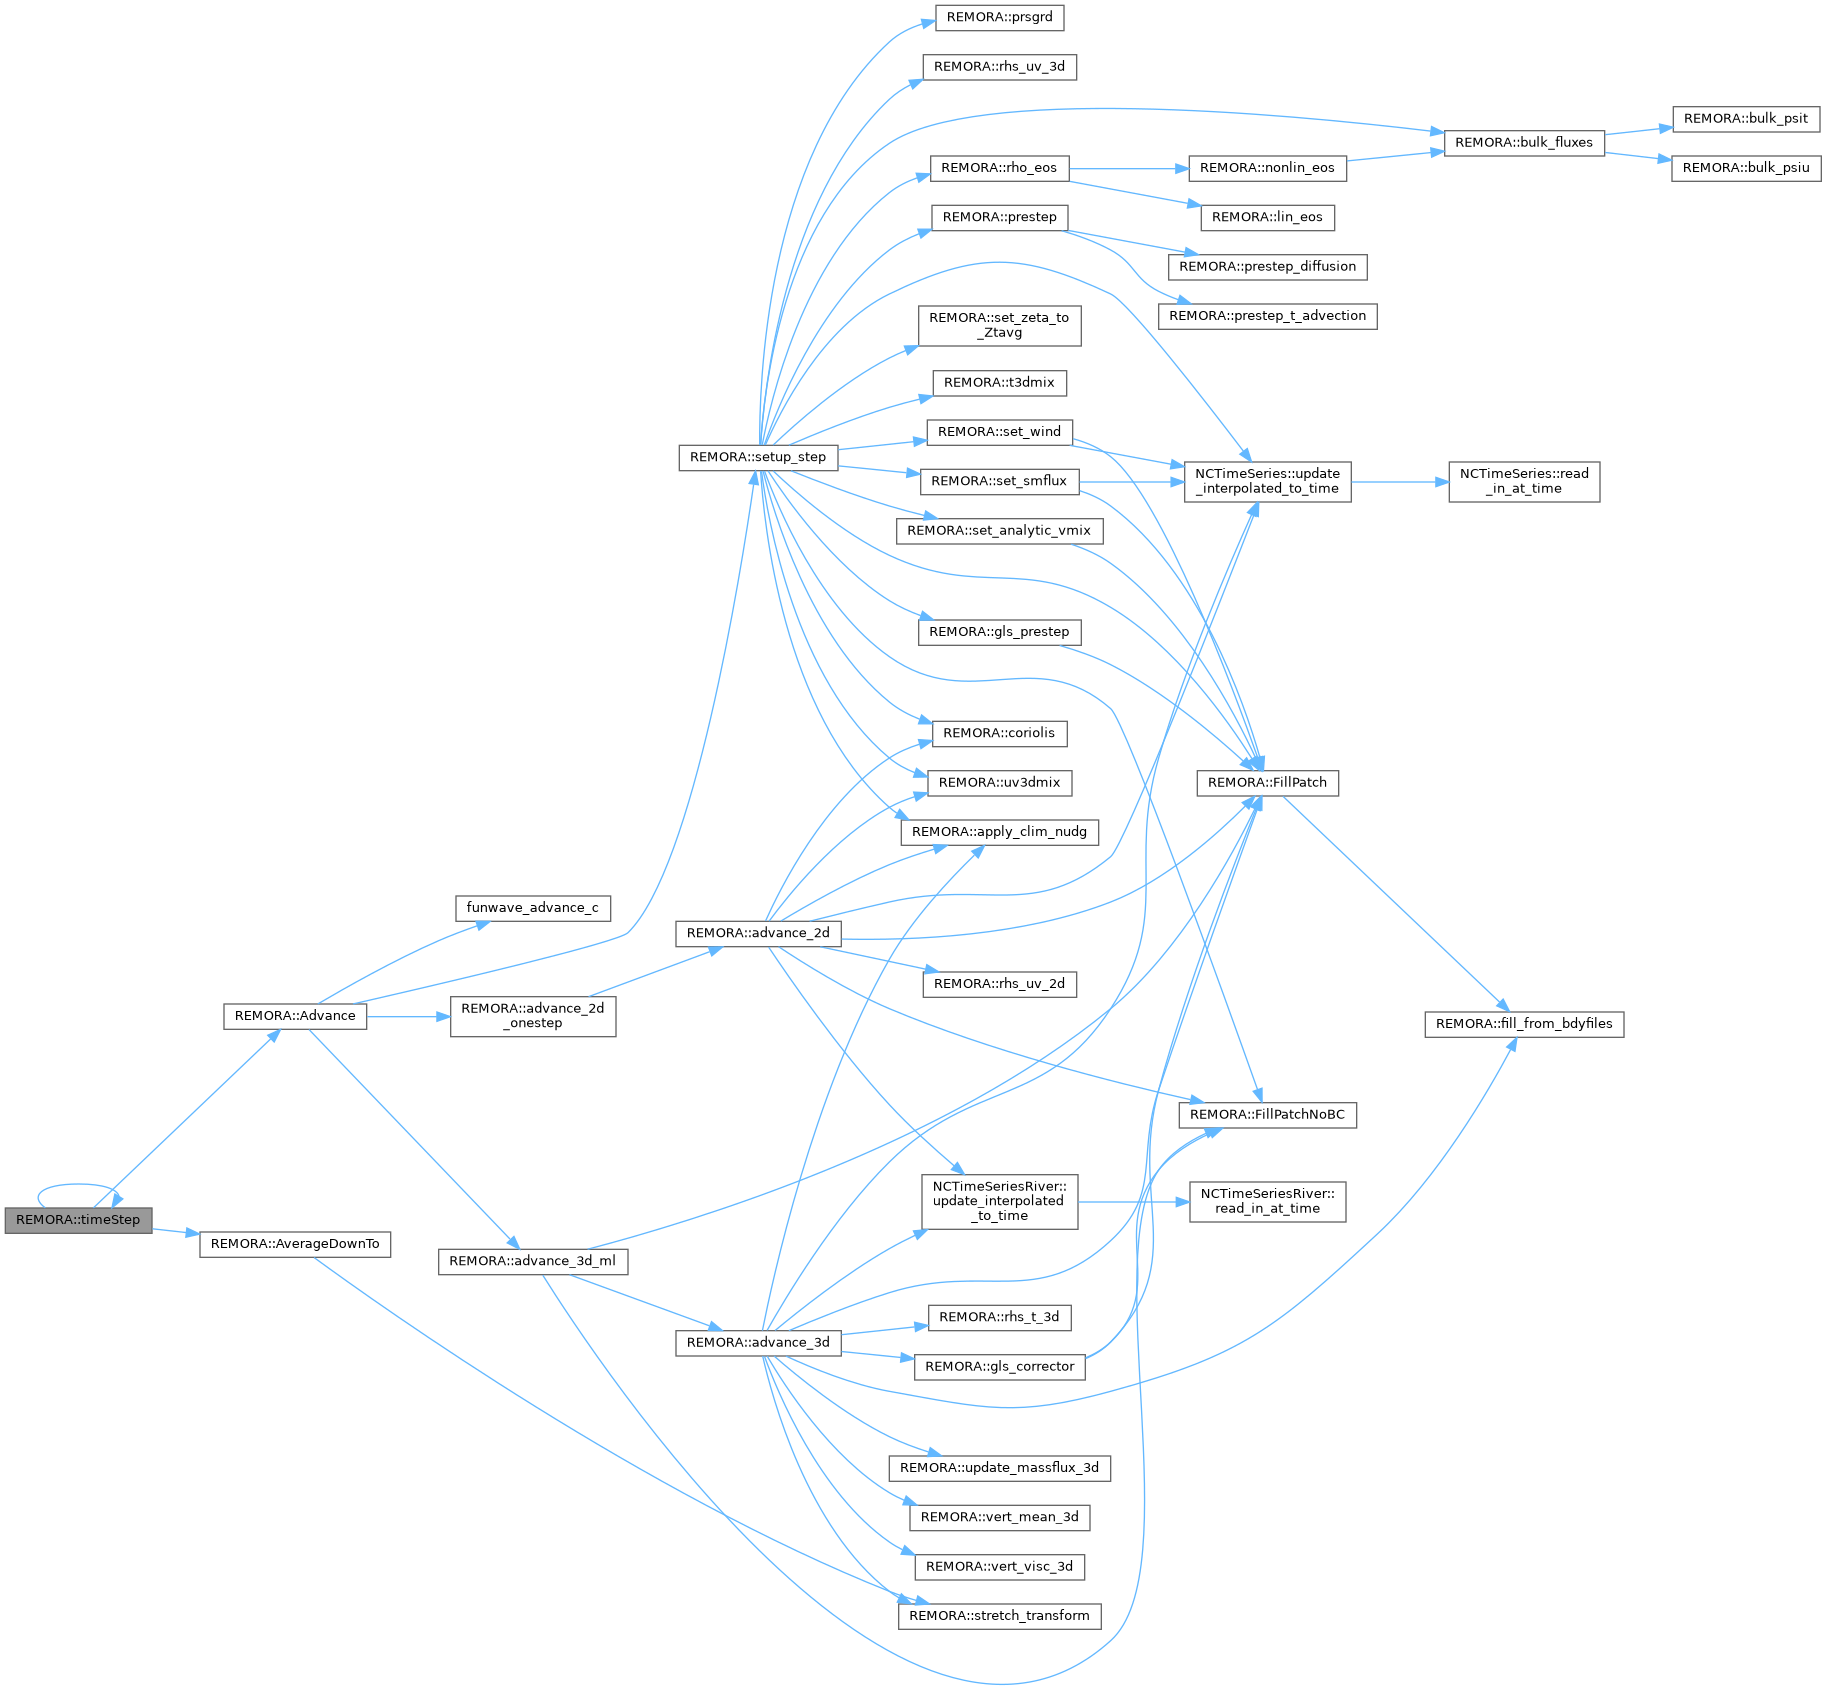 REMORA::prsgrd
REMORA::rhs_uv_3d
REMORA::bulk_psit
REMORA::bulk_fluxes
REMORA::rho_eos
REMORA::nonlin_eos
REMORA::bulk_psiu
REMORA::prestep
REMORA::lin_eos
REMORA::prestep_diffusion
REMORA::set_zeta_to
_Ztavg
REMORA::prestep_t_advection
REMORA::t3dmix
REMORA::set_wind
REMORA::setup_step
REMORA::set_smflux
NCTimeSeries::update
_interpolated_to_time
NCTimeSeries::read
_in_at_time
REMORA::set_analytic_vmix
REMORA::gls_prestep
REMORA::coriolis
REMORA::uv3dmix
REMORA::FillPatch
REMORA::apply_clim_nudg
funwave_advance_c
REMORA::advance_2d
REMORA::rhs_uv_2d
REMORA::Advance
REMORA::advance_2d
_onestep
REMORA::fill_from_bdyfiles
REMORA::FillPatchNoBC
NCTimeSeriesRiver::
update_interpolated
_to_time
NCTimeSeriesRiver::
read_in_at_time
REMORA::timeStep
REMORA::AverageDownTo
REMORA::advance_3d_ml
REMORA::rhs_t_3d
REMORA::advance_3d
REMORA::gls_corrector
REMORA::update_massflux_3d
REMORA::vert_mean_3d
REMORA::vert_visc_3d
REMORA::stretch_transform